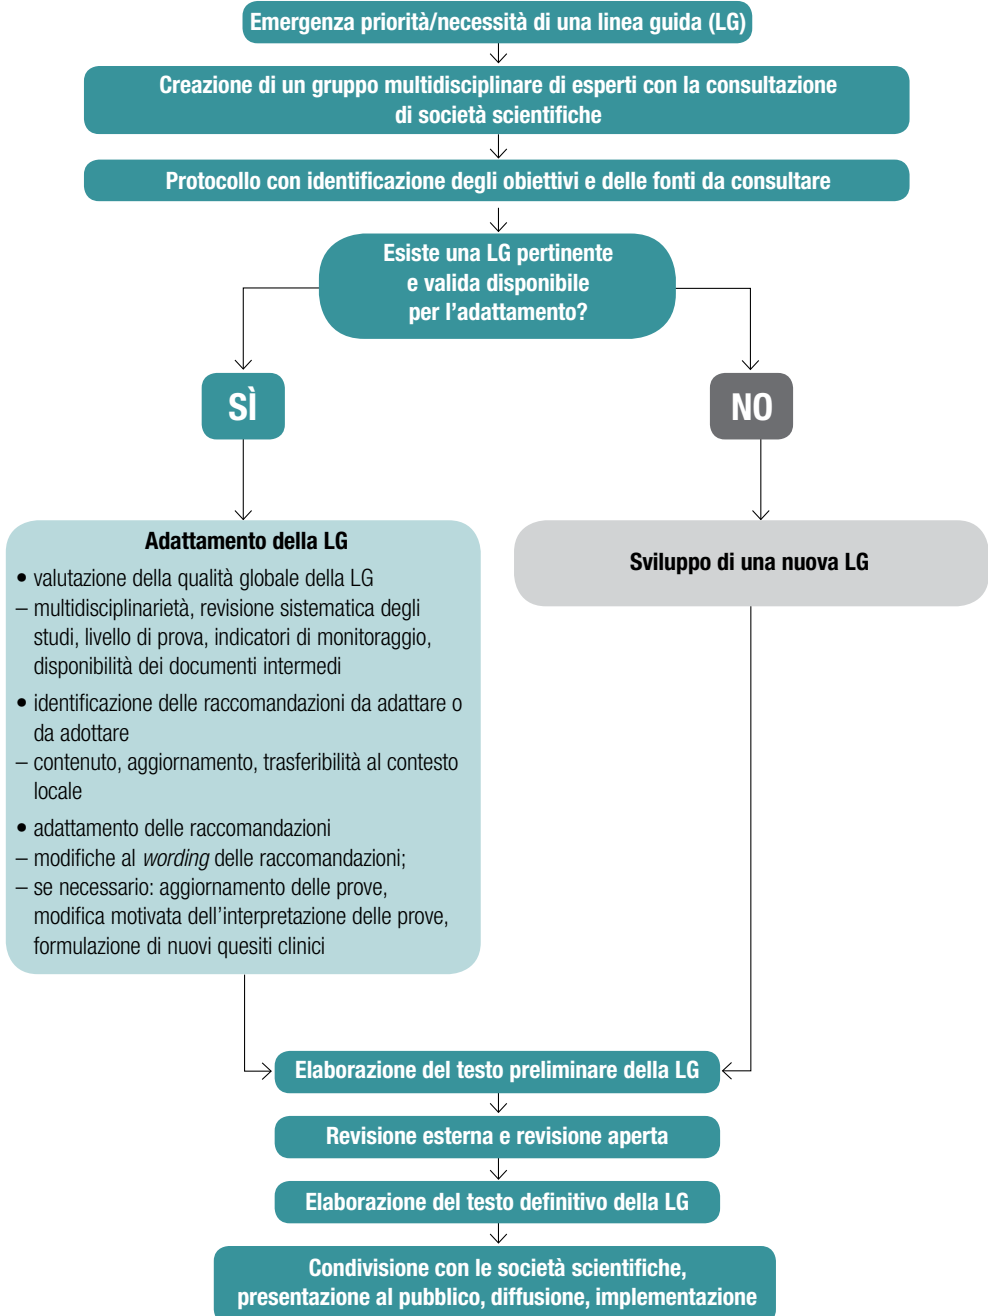 Emergenza priorità/necessità di una linea guida (LG)
Creazione di un gruppo multidisciplinare di esperti con la consultazione
di società scientifiche
Protocollo con identificazione degli obiettivi e delle fonti da consultare
Esiste una LG pertinente
e valida disponibile
per l’adattamento?
SÌ
NO
Adattamento della LG
• valutazione della qualità globale della LG
– multidisciplinarietà, revisione sistematica degli
studi, livello di prova, indicatori di monitoraggio,
disponibilità dei documenti intermedi
• identificazione delle raccomandazioni da adattare o
da adottare
– contenuto, aggiornamento, trasferibilità al contesto
locale
• adattamento delle raccomandazioni
– modifiche al wording delle raccomandazioni;
– se necessario: aggiornamento delle prove,
modifica motivata dell’interpretazione delle prove,
formulazione di nuovi quesiti clinici
Sviluppo di una nuova LG
Elaborazione del testo preliminare della LG
Revisione esterna e revisione aperta
Elaborazione del testo definitivo della LG
Condivisione con le società scientifiche,
presentazione al pubblico, diffusione, implementazione